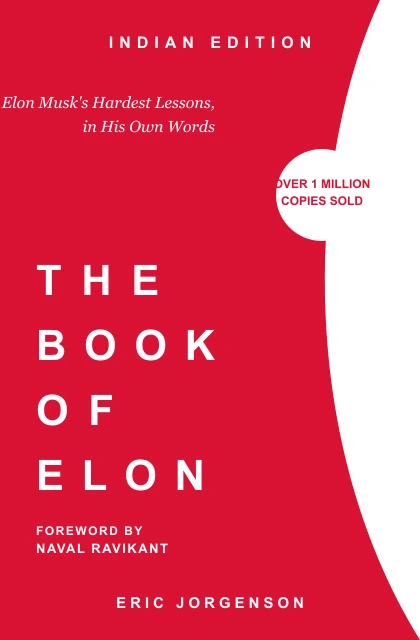 INDIAN EDITION
Elon Musk's Hardest Lessons,
in His Own Words
OVER 1 MILLION
COPIES SOLD
THE
BOOK
OF
ELON
FOREWORD BY
NAVAL RAVIKANT
ERIC JORGENSON